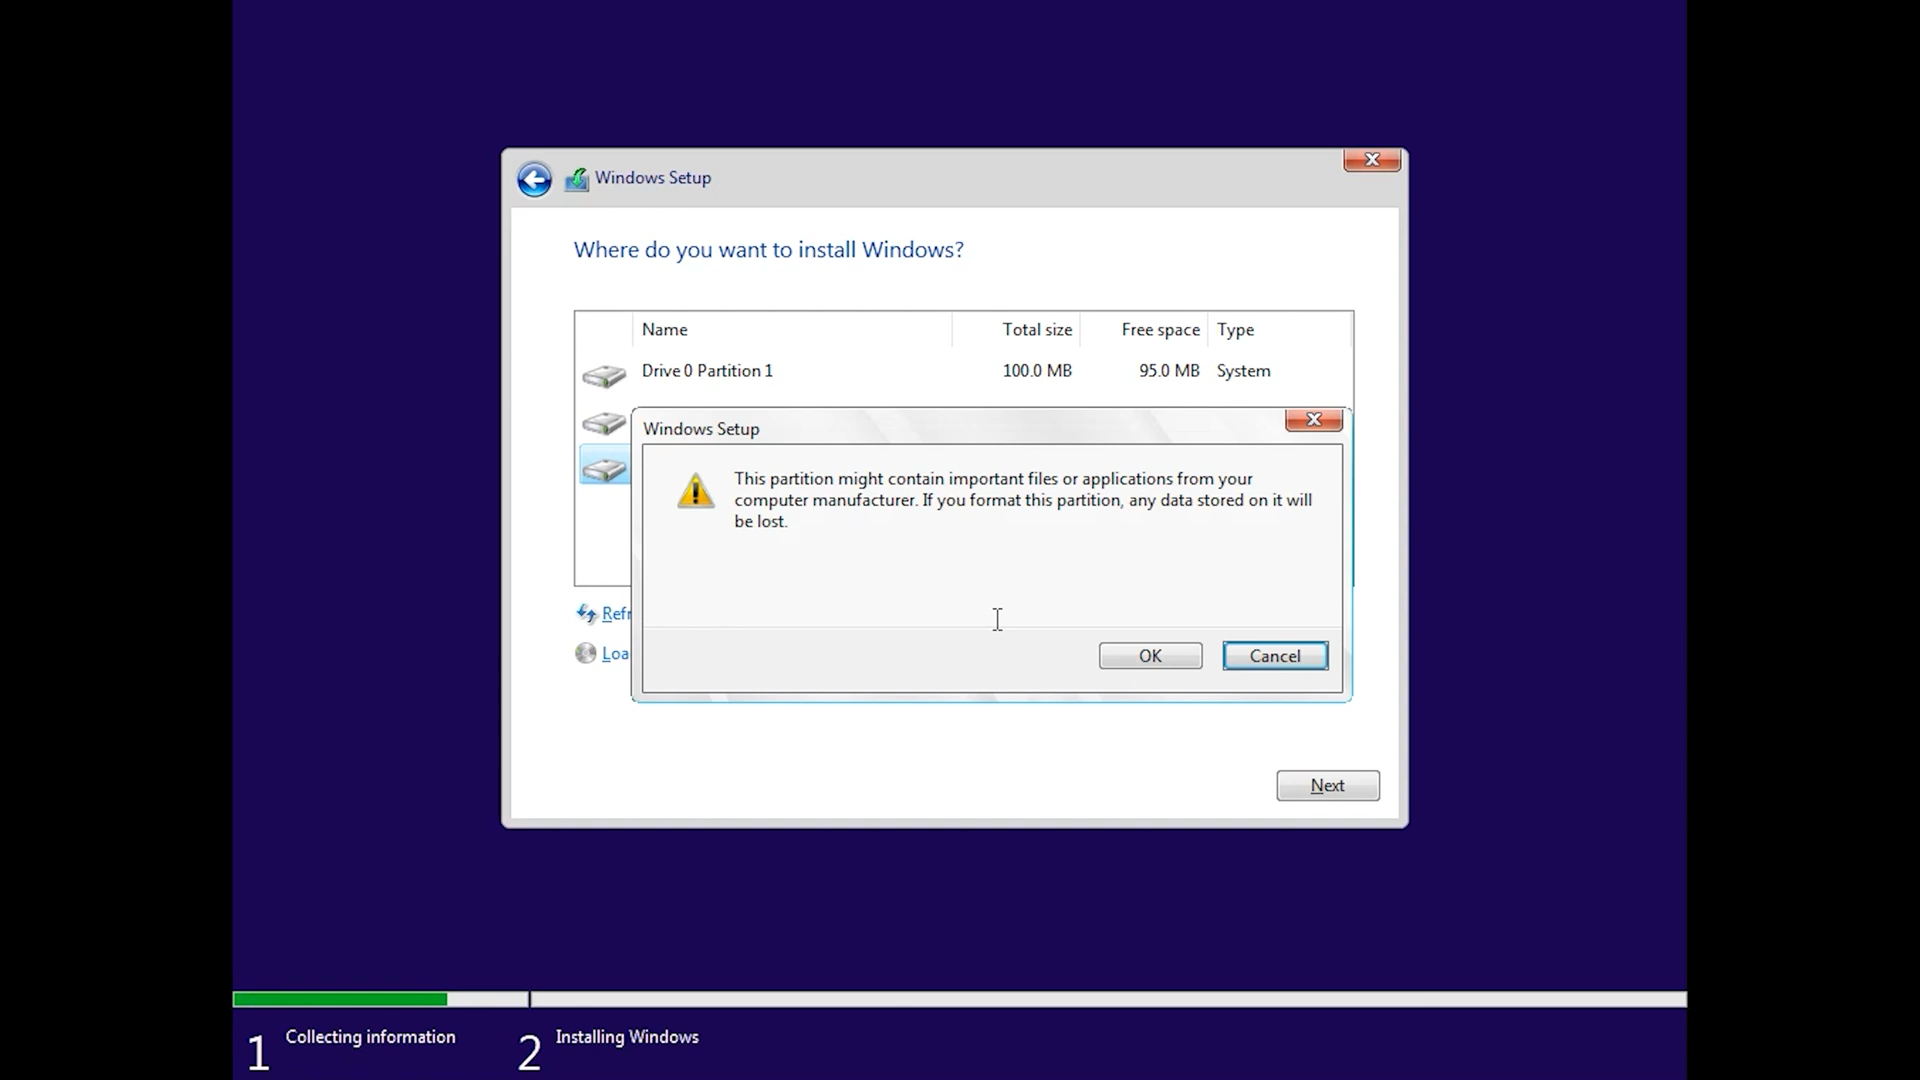 Windows Setup
Where do you want to install Windows?
Name Total size Free space Type
Drive 0 Partition 1 100.0 MB 95.0 MB System
Windows Setup
This partition might contain important files or applications from your
computer manufacturer. If you format this partition, any data stored on it will
be lost.
Refr
Loa
OK Cancel
Next
1 Collecting information 2 Installing Windows